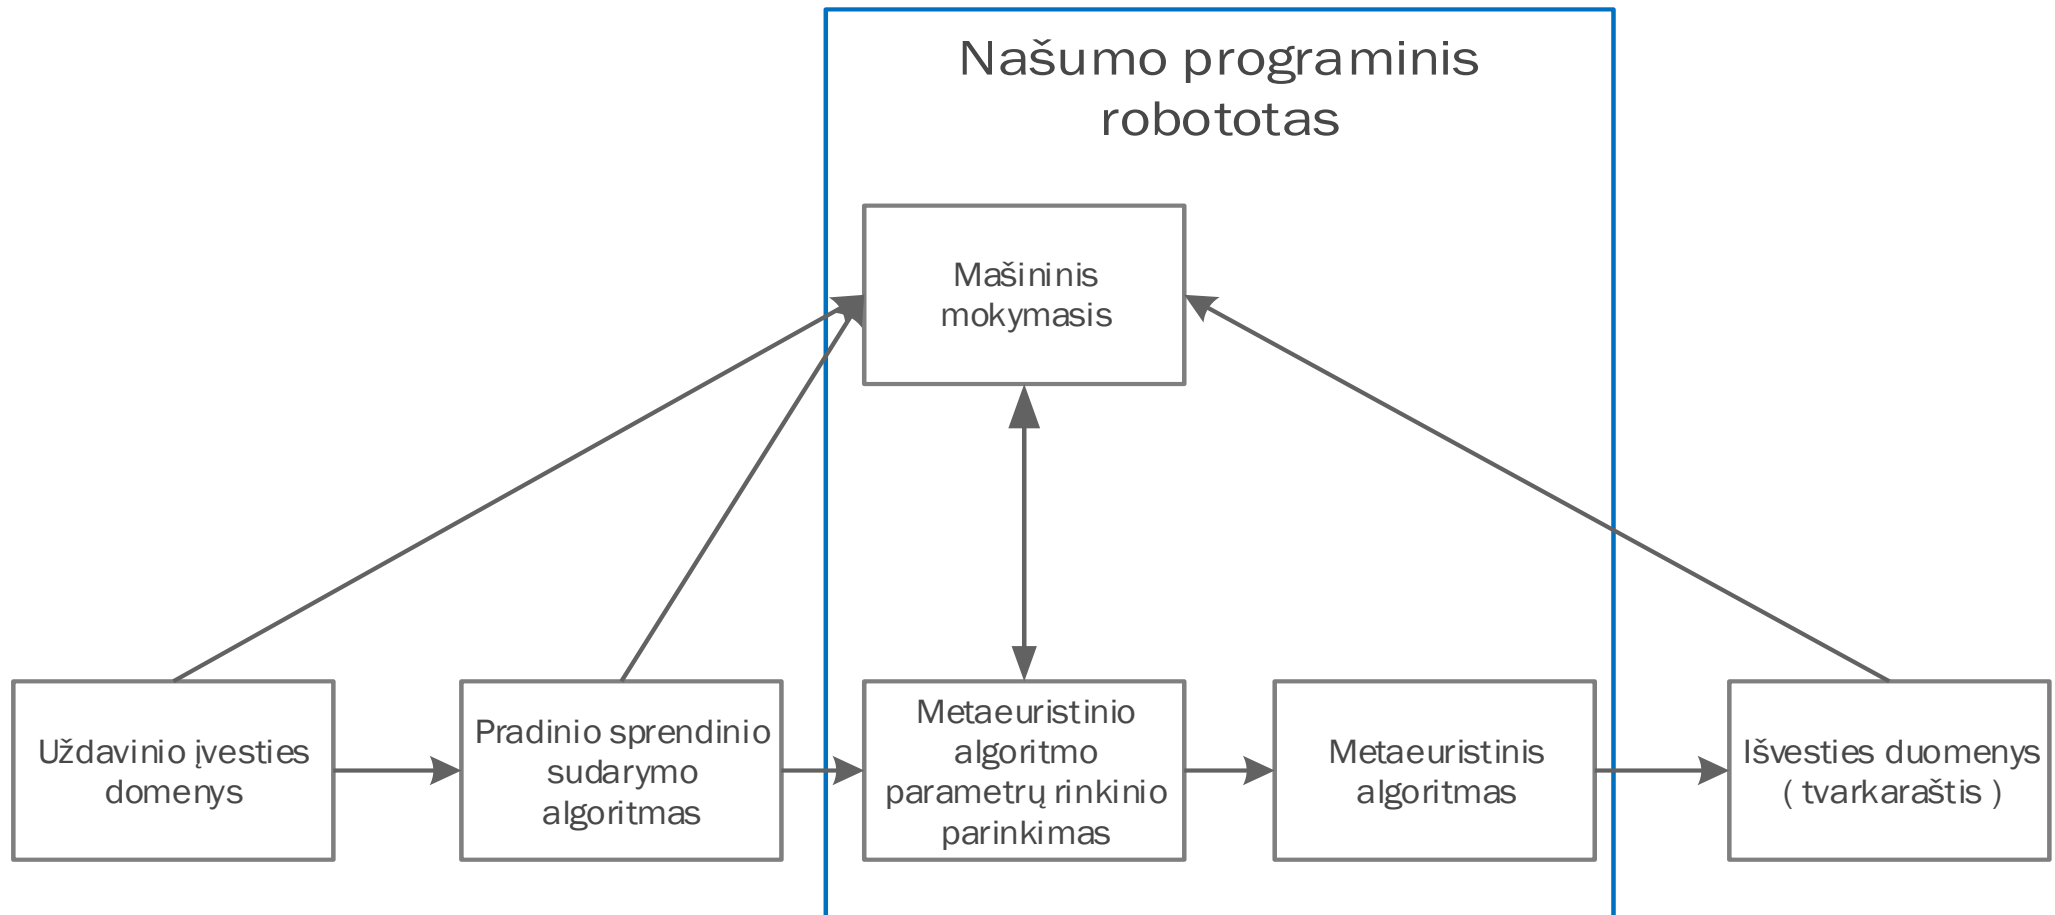 Našumo programinis
robototas
Mašininis
mokymasis
Uždavinio įvesties
domenys
Pradinio sprendinio
sudarymo
algoritmas
Metaeuristinio
algoritmo
parametrų rinkinio
parinkimas
Metaeuristinis
algoritmas
Išvesties duomenys
( tvarkaraštis )